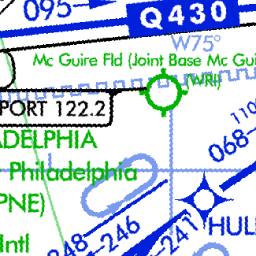 095
Q430
W75°
Mc Guire Fld (Joint Base Mc Gui
(WRI)
PORT 122.2
110
068
ADELPHIA
Philadelphia
PNE)
HUL
Intl
248
246
241